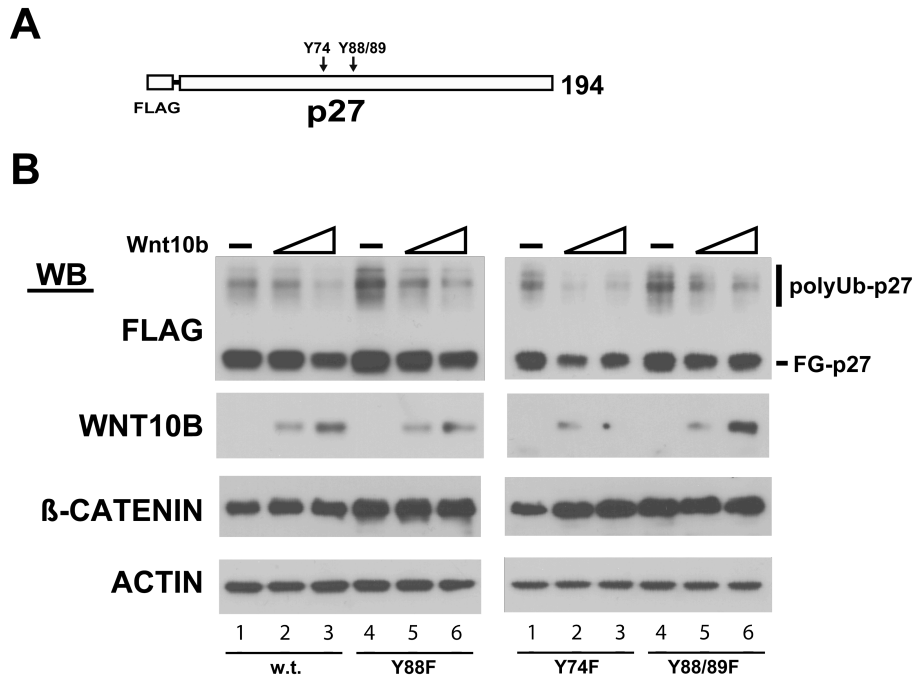 A
Y74 Y88/89
194
FLAG
p27
B
Wnt10b
WB
polyUb-p27
FLAG
FG-p27
WNT10B
ß-CATENIN
ACTIN
1 2 3 4 5 6 1 2 3 4 5 6
w.t. Y88F Y74F Y88/89F